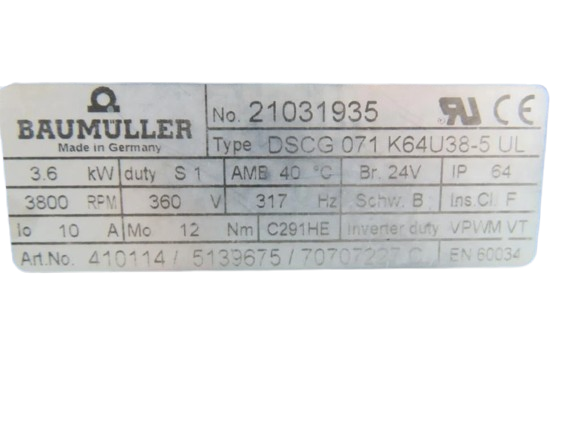 BAUMÜLLER
Made in Germany
No. 21031935
Type DSCG 071 K64U38-5 UL
3.6 kW duty S 1 AMB 40 °C Br. 24V IP 64
3800 RPM 360 V 317 Hz Schw. B Ins.Cl. F
Io 10 A Mo 12 Nm C291HE Inverter duty VPWM VT
Art.No. 410114 / 5139675 / 70707227 C EN 60034